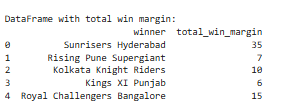 DataFrame with total win margin:
winner total_win_margin
0 Sunrisers Hyderabad 35
1 Rising Pune Supergiant 7
2 Kolkata Knight Riders 10
3 Kings XI Punjab 6
4 Royal Challengers Bangalore 15